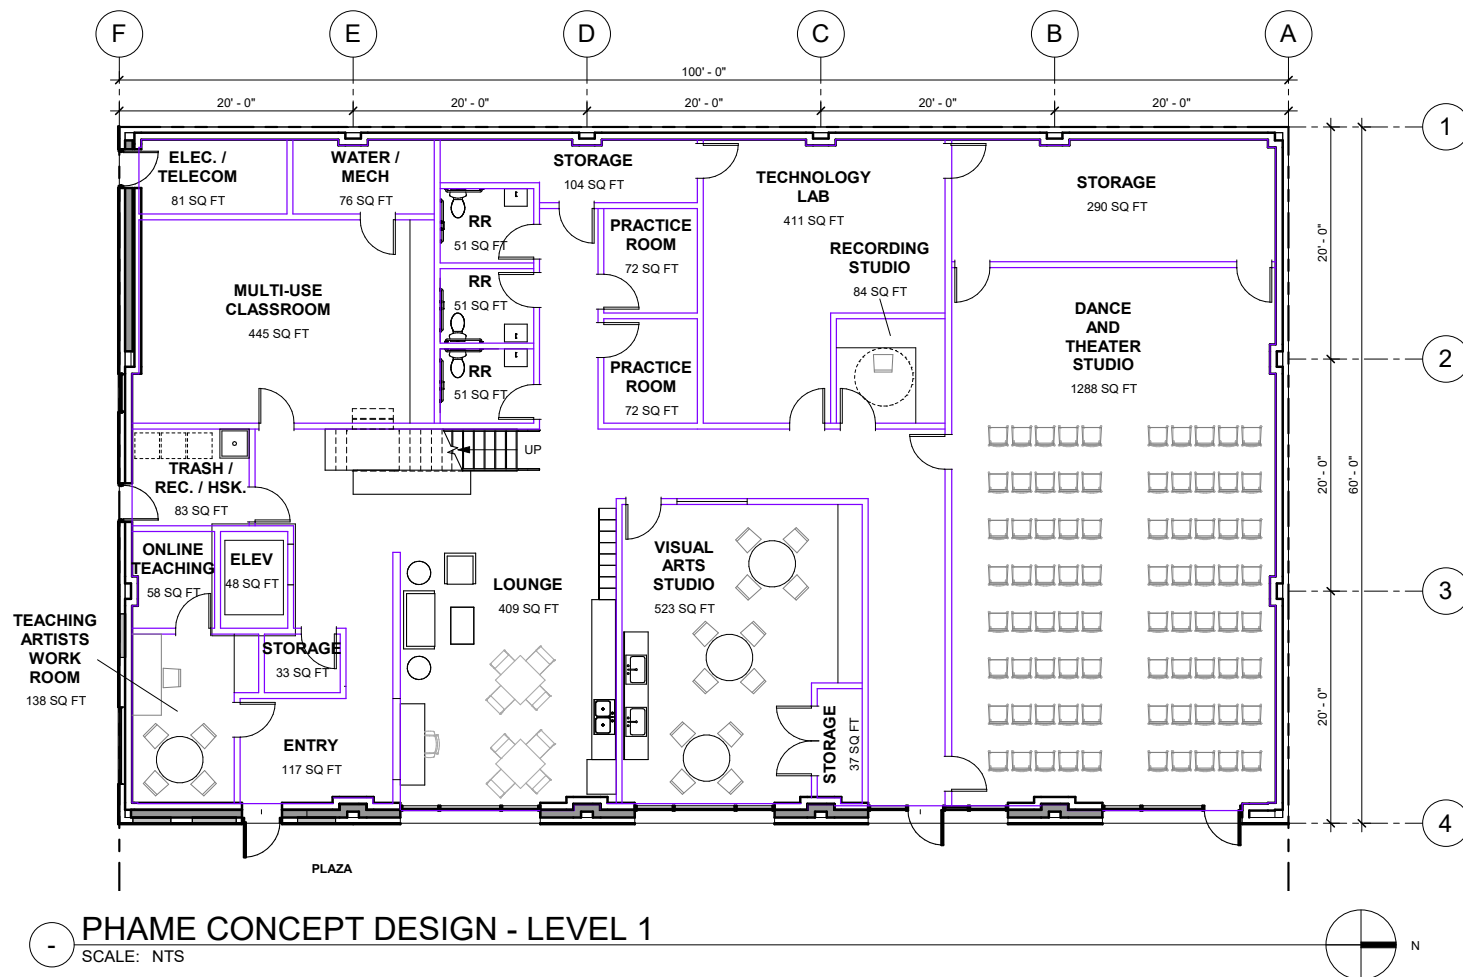 F
E
D
C
B
A
100' - 0"
20' - 0"
20' - 0"
20' - 0"
20' - 0"
20' - 0"
1
2
3
4
20' - 0"
20' - 0"
20' - 0"
60' - 0"
ELEC. /
TELECOM
81 SQ FT
WATER /
MECH
76 SQ FT
STORAGE
104 SQ FT
TECHNOLOGY
LAB
411 SQ FT
STORAGE
290 SQ FT
RR
51 SQ FT
PRACTICE
ROOM
72 SQ FT
RECORDING
STUDIO
84 SQ FT
MULTI-USE
CLASSROOM
445 SQ FT
RR
51 SQ FT
DANCE
AND
THEATER
STUDIO
1288 SQ FT
RR
51 SQ FT
PRACTICE
ROOM
72 SQ FT
UP
TRASH /
REC. / HSK.
83 SQ FT
ONLINE
TEACHING
58 SQ FT
ELEV
48 SQ FT
LOUNGE
409 SQ FT
VISUAL
ARTS
STUDIO
523 SQ FT
TEACHING
ARTISTS
WORK
ROOM
138 SQ FT
STORAGE
33 SQ FT
ENTRY
117 SQ FT
STORAGE
37 SQ FT
PLAZA
-
PHAME CONCEPT DESIGN - LEVEL 1
SCALE: NTS
N